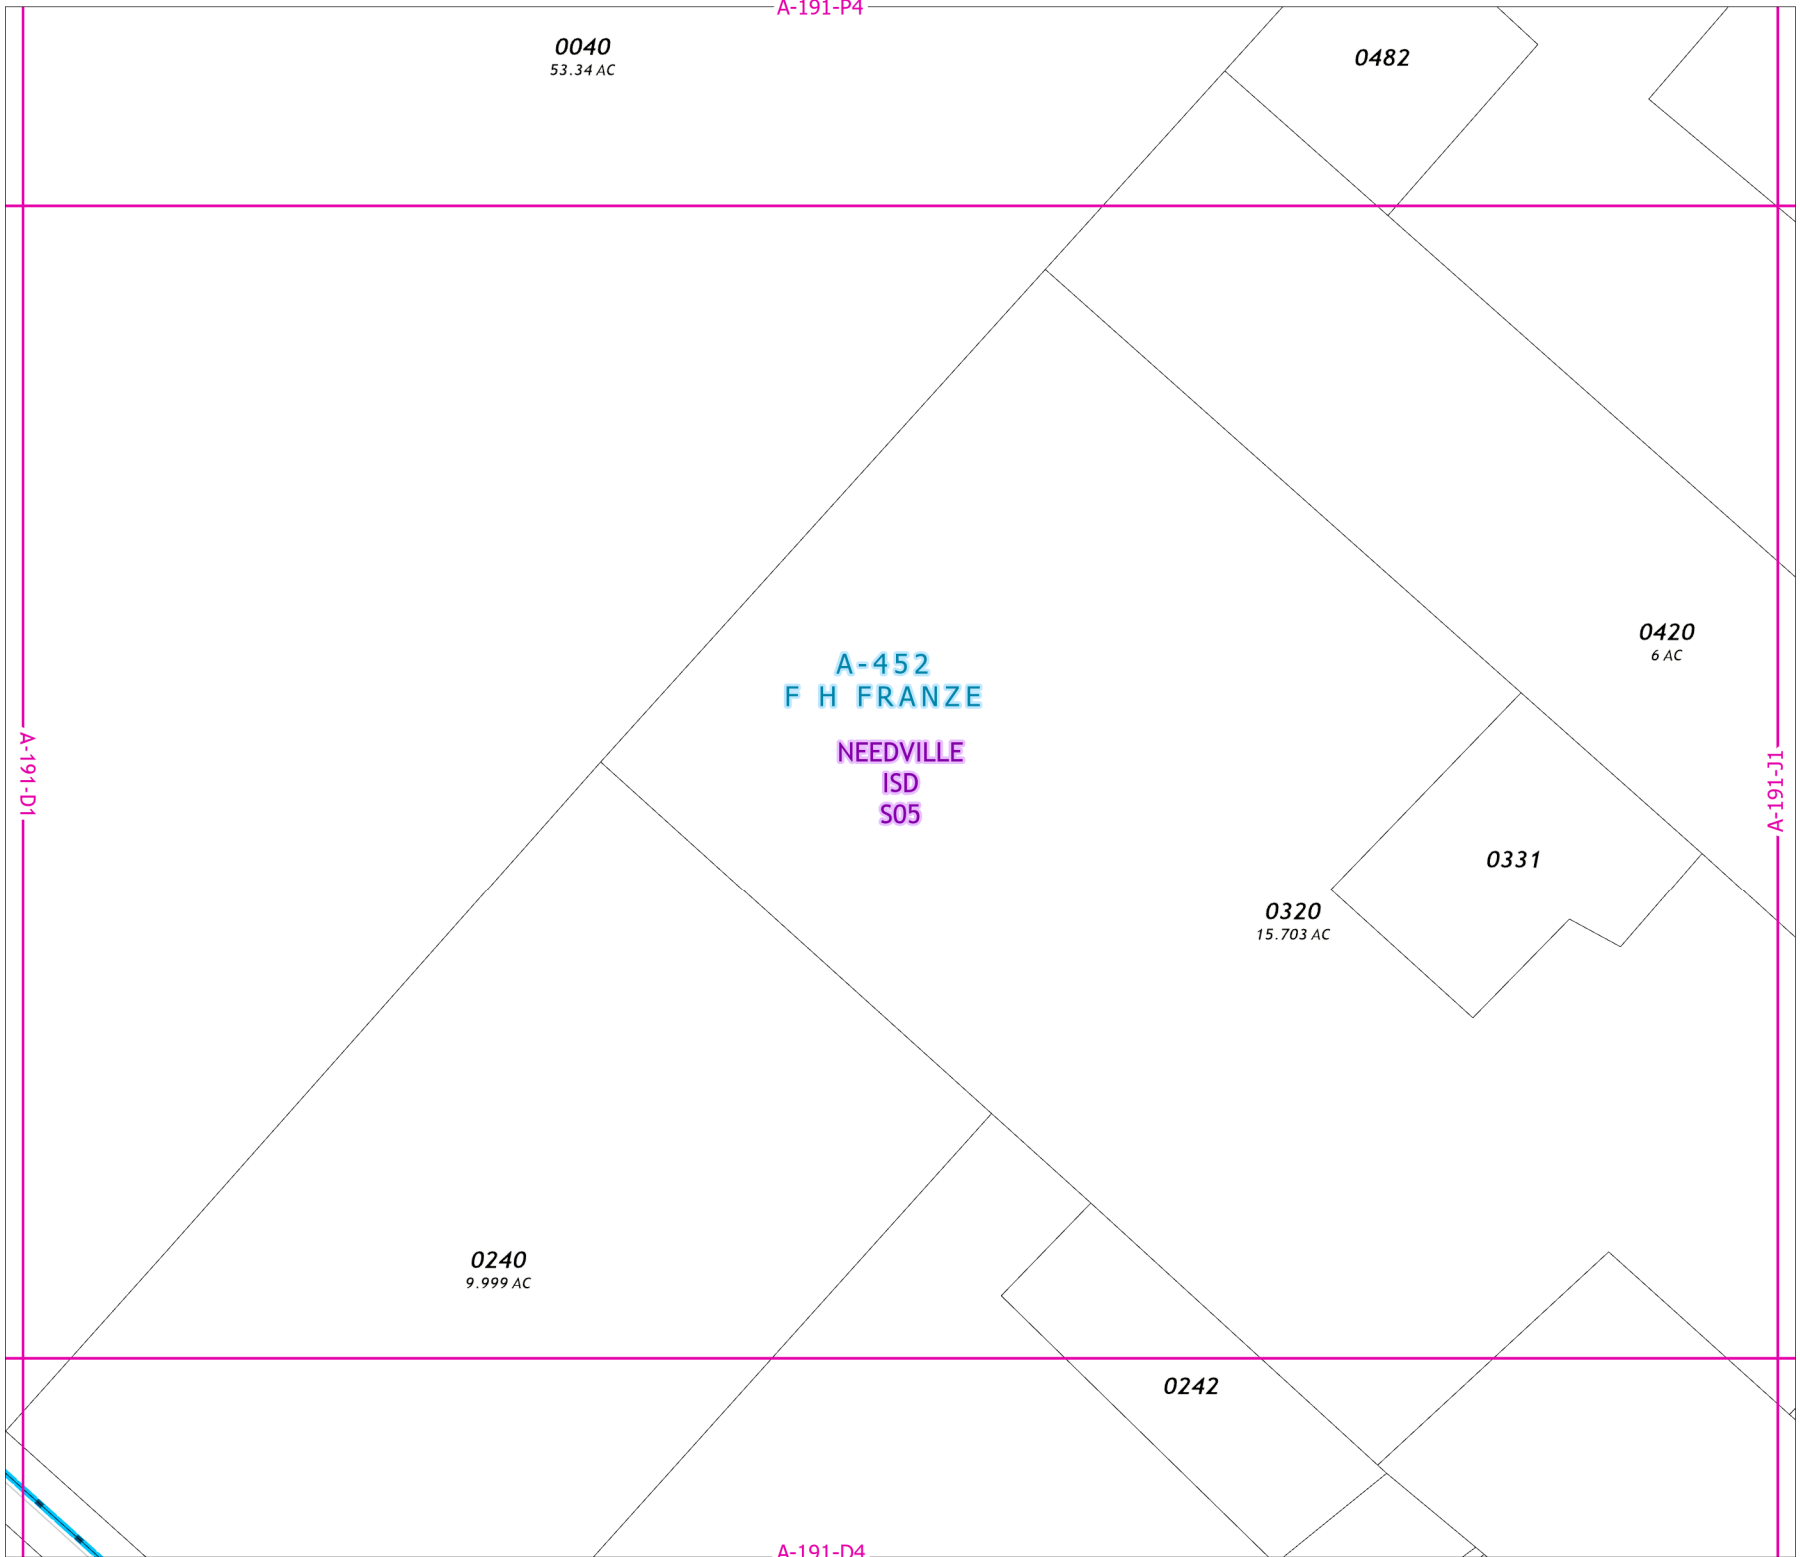 A-191-P4
0040
53.34 AC
0482
0420
6 AC
A-452
F H FRANZE
NEEDVILLE
ISD
S05
A-191-D1
A-191-J1
0331
0320
15.703 AC
0240
9.999 AC
0242
A-191-D4